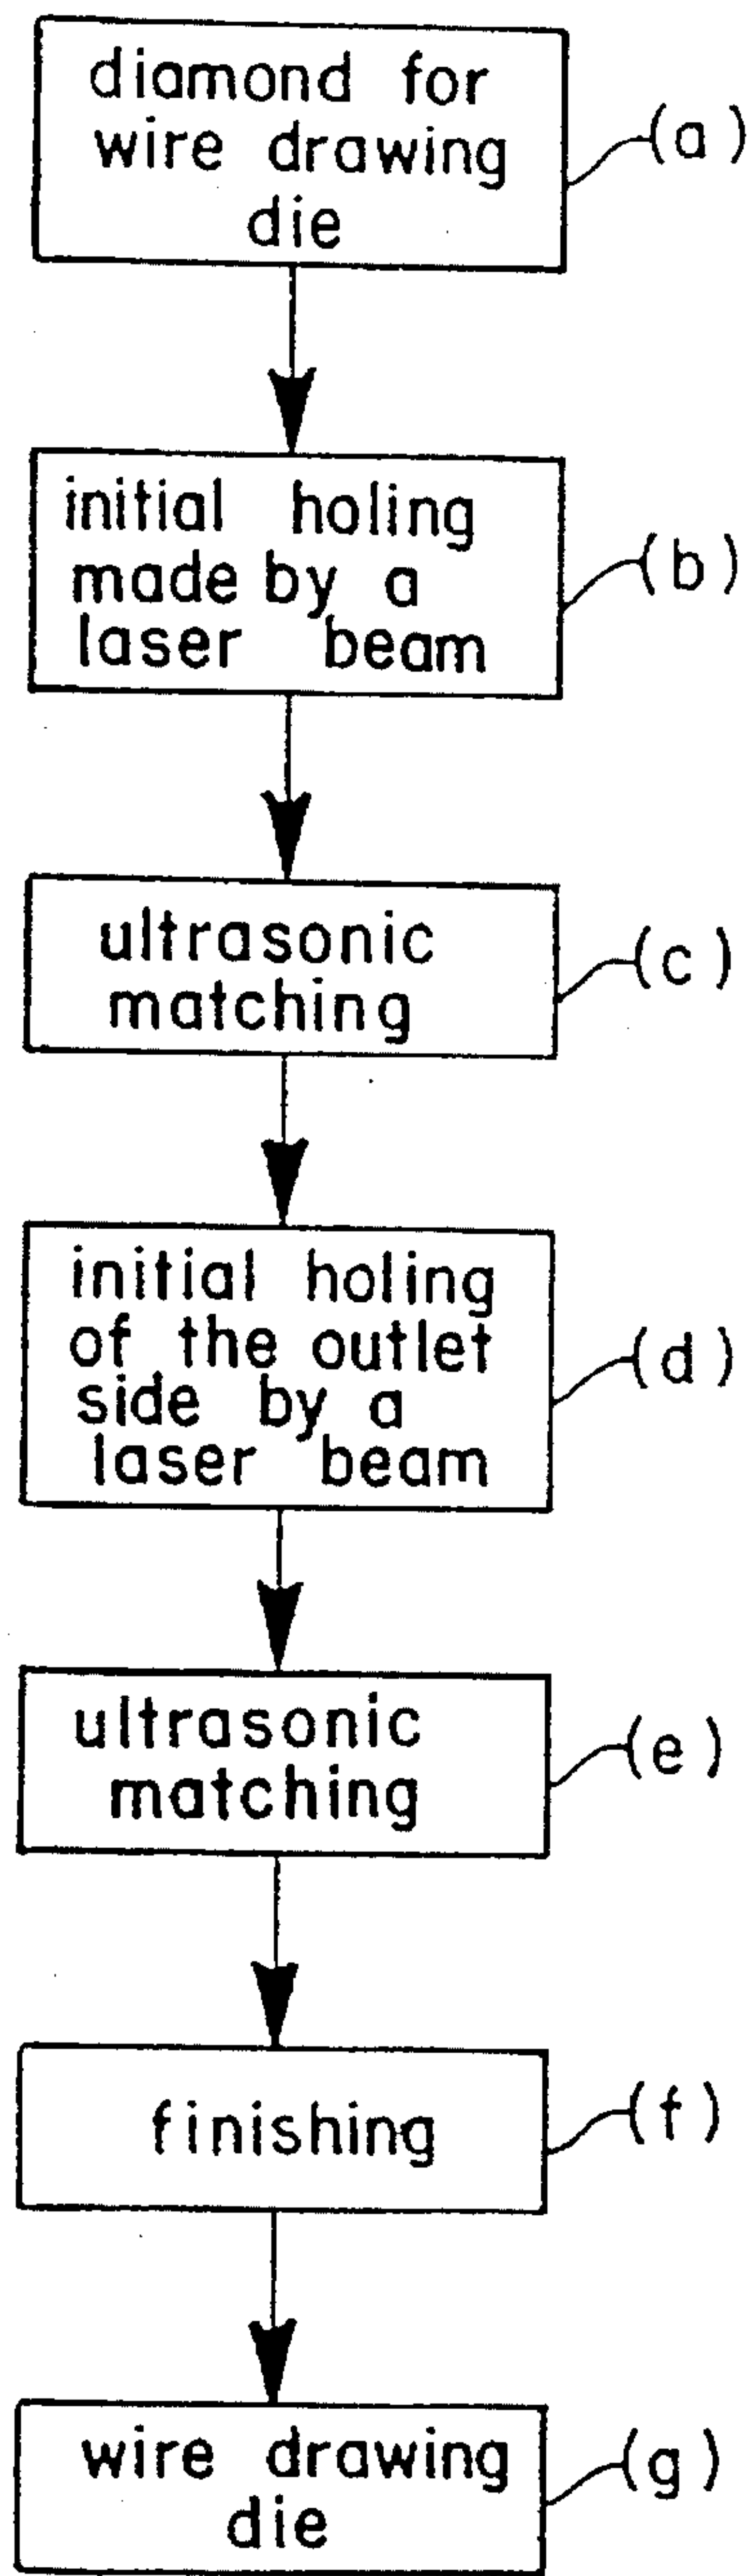 diamond for
wire drawing
die
(a)
initial holing
made by a
laser beam
(b)
ultrasonic
matching
(c)
initial holing
of the outlet
side by a
laser beam
(d)
ultrasonic
matching
(e)
finishing
(f)
wire drawing
die
(g)